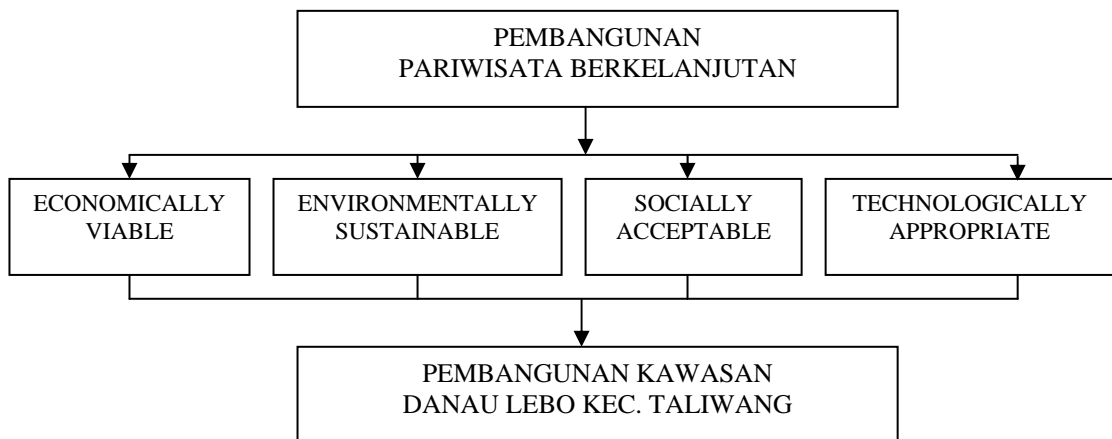 PEMBANGUNAN
PARIWISATA BERKELANJUTAN
ECONOMICALLY
VIABLE
ENVIRONMENTALLY
SUSTAINABLE
SOCIALLY
ACCEPTABLE
TECHNOLOGICALLY
APPROPRIATE
PEMBANGUNAN KAWASAN
DANAU LEBO KEC. TALIWANG